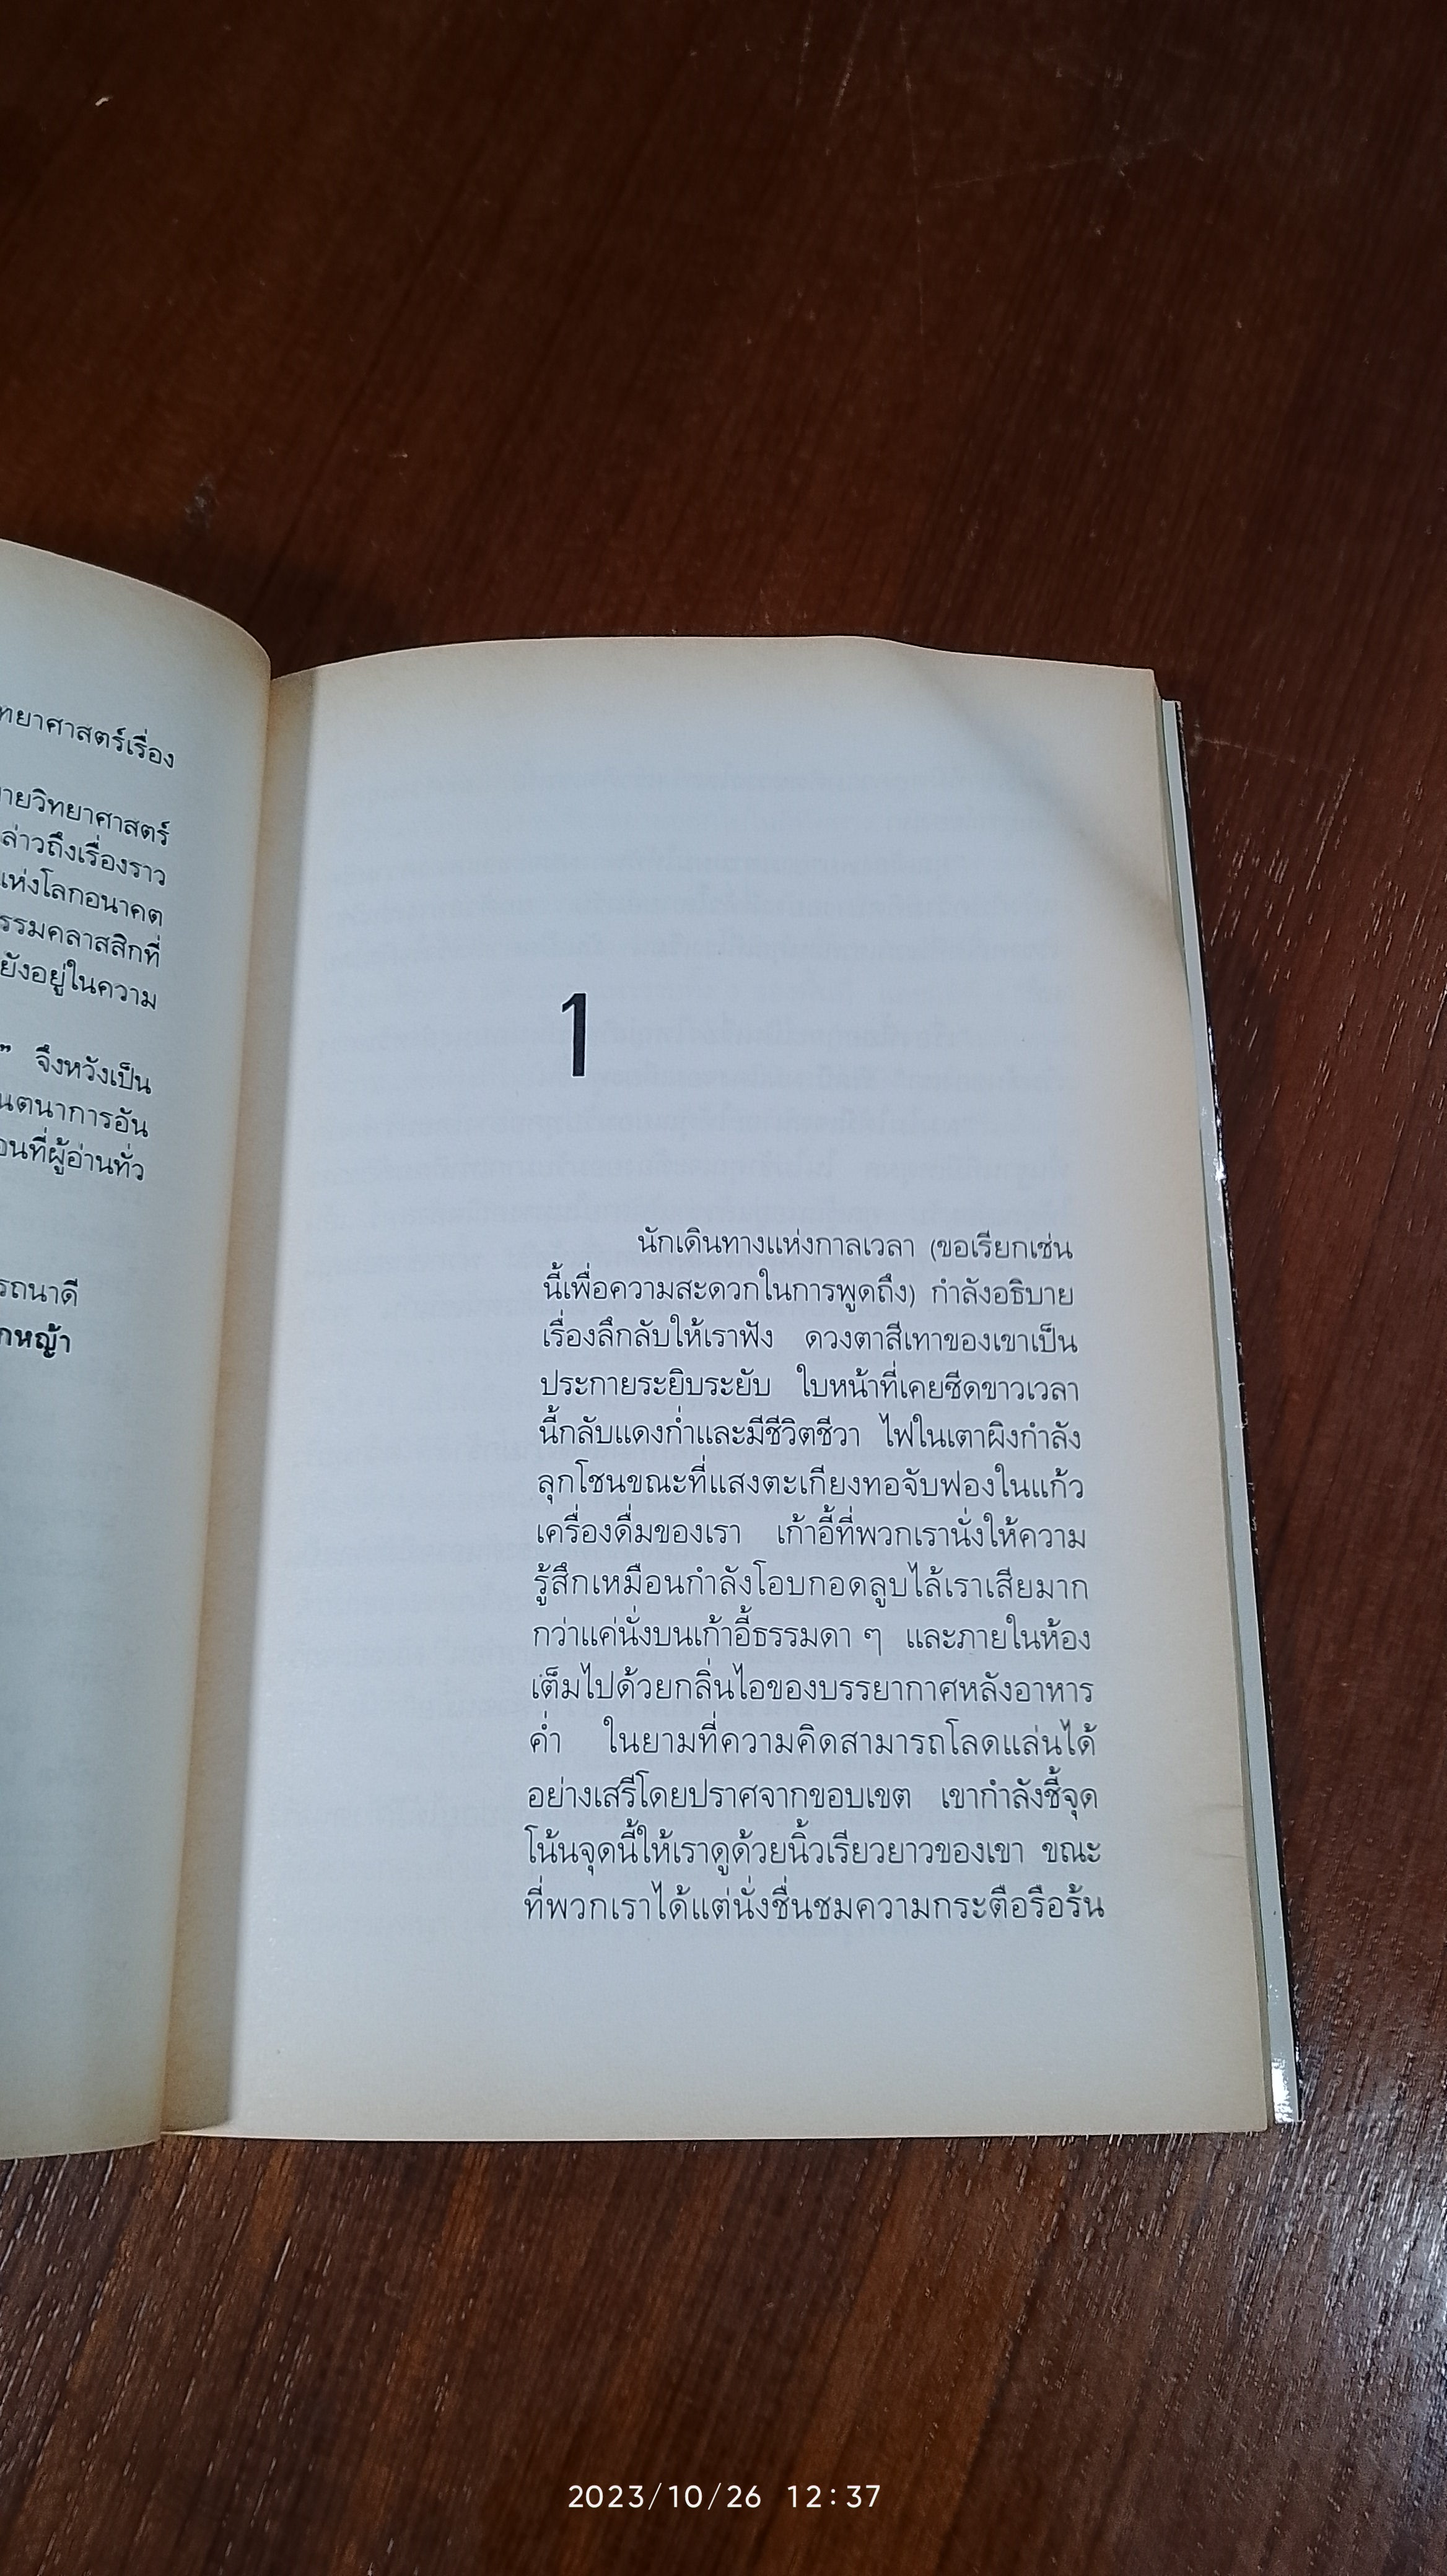 ทยาศาสตร์เรื่อง
ายวิทยาศาสตร์
ล่าวถึงเรื่องราว
แห่งโลกอนาคต
รรมคลาสสิกที่
ยังอยู่ในความ
” จึงหวังเป็น
นตนาการอัน
อนที่ผู้อ่านทั่ว
รถนาดี
กหญ้า
1
นักเดินทางแห่งกาลเวลา (ขอเรียกเช่น
นี้เพื่อความสะดวกในการพูดถึง) กำลังอธิบาย
เรื่องลึกลับให้เราฟัง ดวงตาสีเทาของเขาเป็น
ประกายระยิบระยับ ใบหน้าที่เคยซีดขาวเวลา
นี้กลับแดงก่ำและมีชีวิตชีวา ไฟในเตาผิงกำลัง
ลุกโชนขณะที่แสงตะเกียงทอจับฟองในแก้ว
เครื่องดื่มของเรา เก้าอี้ที่พวกเรานั่งให้ความ
รู้สึกเหมือนกำลังโอบกอดลูบไล้เราเสียมาก
กว่าแค่นั่งบนเก้าอี้ธรรมดา ๆ และภายในห้อง
เต็มไปด้วยกลิ่นไอของบรรยากาศหลังอาหาร
ค่ำ ในยามที่ความคิดสามารถโลดแล่นได้
อย่างเสรีโดยปราศจากขอบเขต เขากำลังชี้จุด
โน้นจุดนี้ให้เราดูด้วยนิ้วเรียวยาวของเขา ขณะ
ที่พวกเราได้แต่นั่งชื่นชมความกระตือรือร้น
2023/10/26 12:37